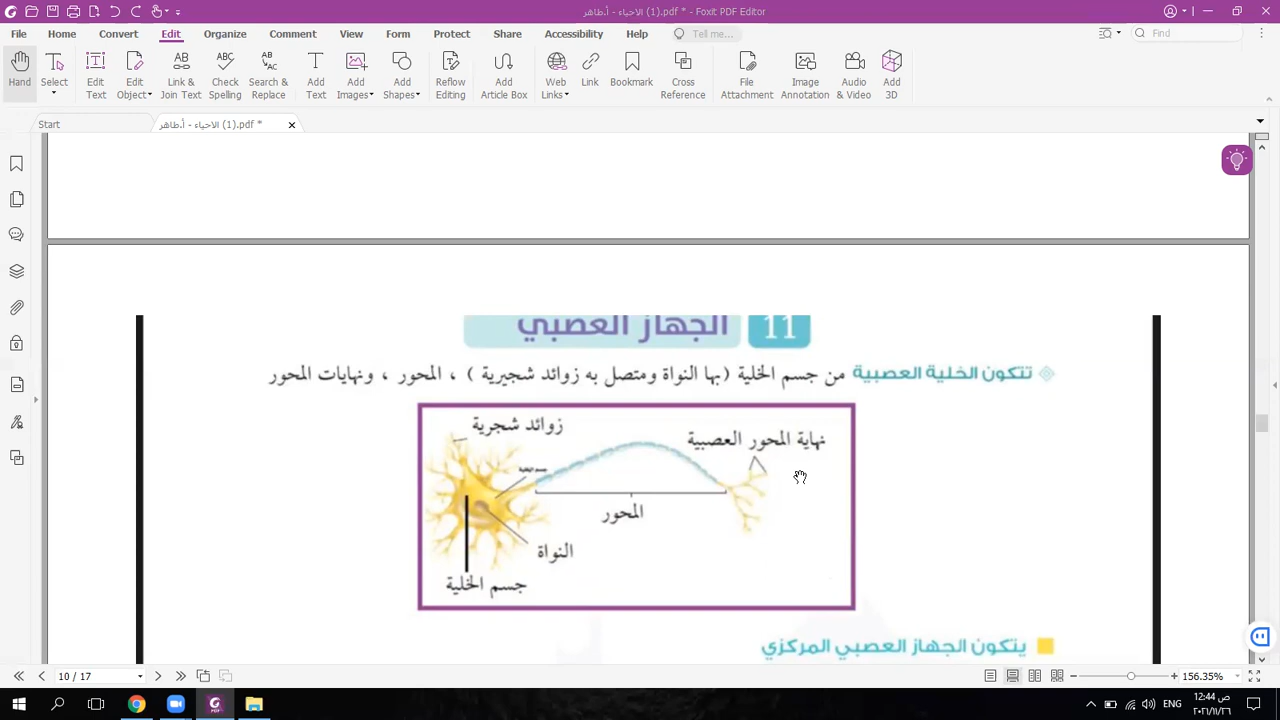 الاحياء - أ.طاهر (1).pdf * - Foxit PDF Editor
File Home Convert Edit Organize Comment View Form Protect Share Accessibility Help Tell me... Find
Hand Select Edit Text Edit Object Link & Join Text Check Spelling Search & Replace Add Text Add Images Add Shapes Reflow Editing Add Article Box Web Links Link Bookmark Cross Reference File Attachment Image Annotation Audio & Video Add 3D
Start الاحياء - أ.طاهر (1).pdf *
11 الجهاز العصبي
تتكون الخلية العصبية من جسم الخلية (بها النواة ومتصل به زوائد شجيرية ) ، المحور ، ونهايات المحور
زوائد شجرية
نهاية المحور العصبية
جسم الخلية
المحور
النواة
جسم الخلية
يتكون الجهاز العصبي المركزي
10 / 17 156.35%
ENG 12:44 ص